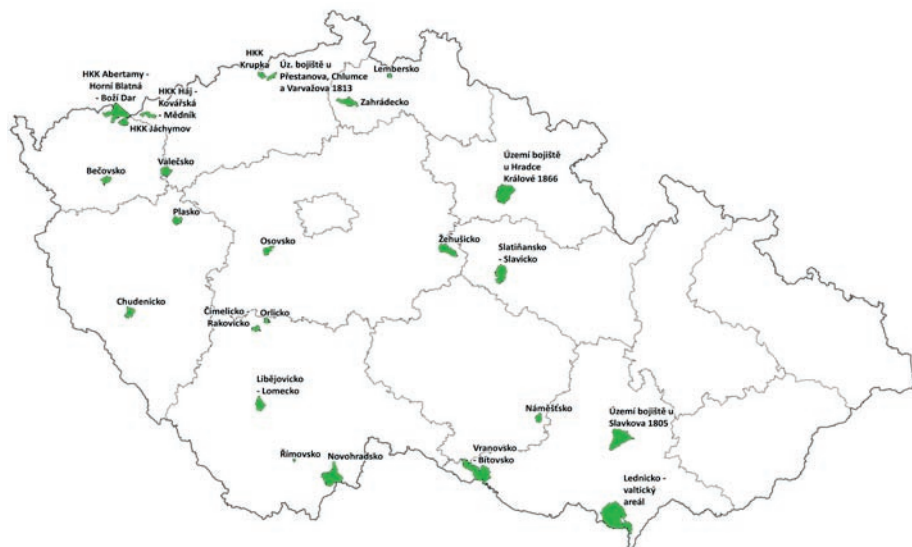 HKK
Krupka
Úz. bojiště u
Přestanova, Chlumce
a Varvažova 1813
Lembersko
HKK Abertamy -
Horní Blatná
- Boží Dar
HKK Háj -
Kovářská
- Mědník
HKK Jáchymov
Zahrádecko
Valečsko
Bečovsko
Území bojiště
u Hradce
Králové 1866
Plasko
Osovsko
Žehušicko
Slatiňansko
- Slavicko
Chudenicko
Čimelicko -
Rakovicko
Orlicko
Libějovicko
- Lomecko
Náměšťsko
Území bojiště u
Slavkova 1805
Římovsko
Novohradsko
Vranovsko
- Bítovsko
Lednicko -
valtický
areál